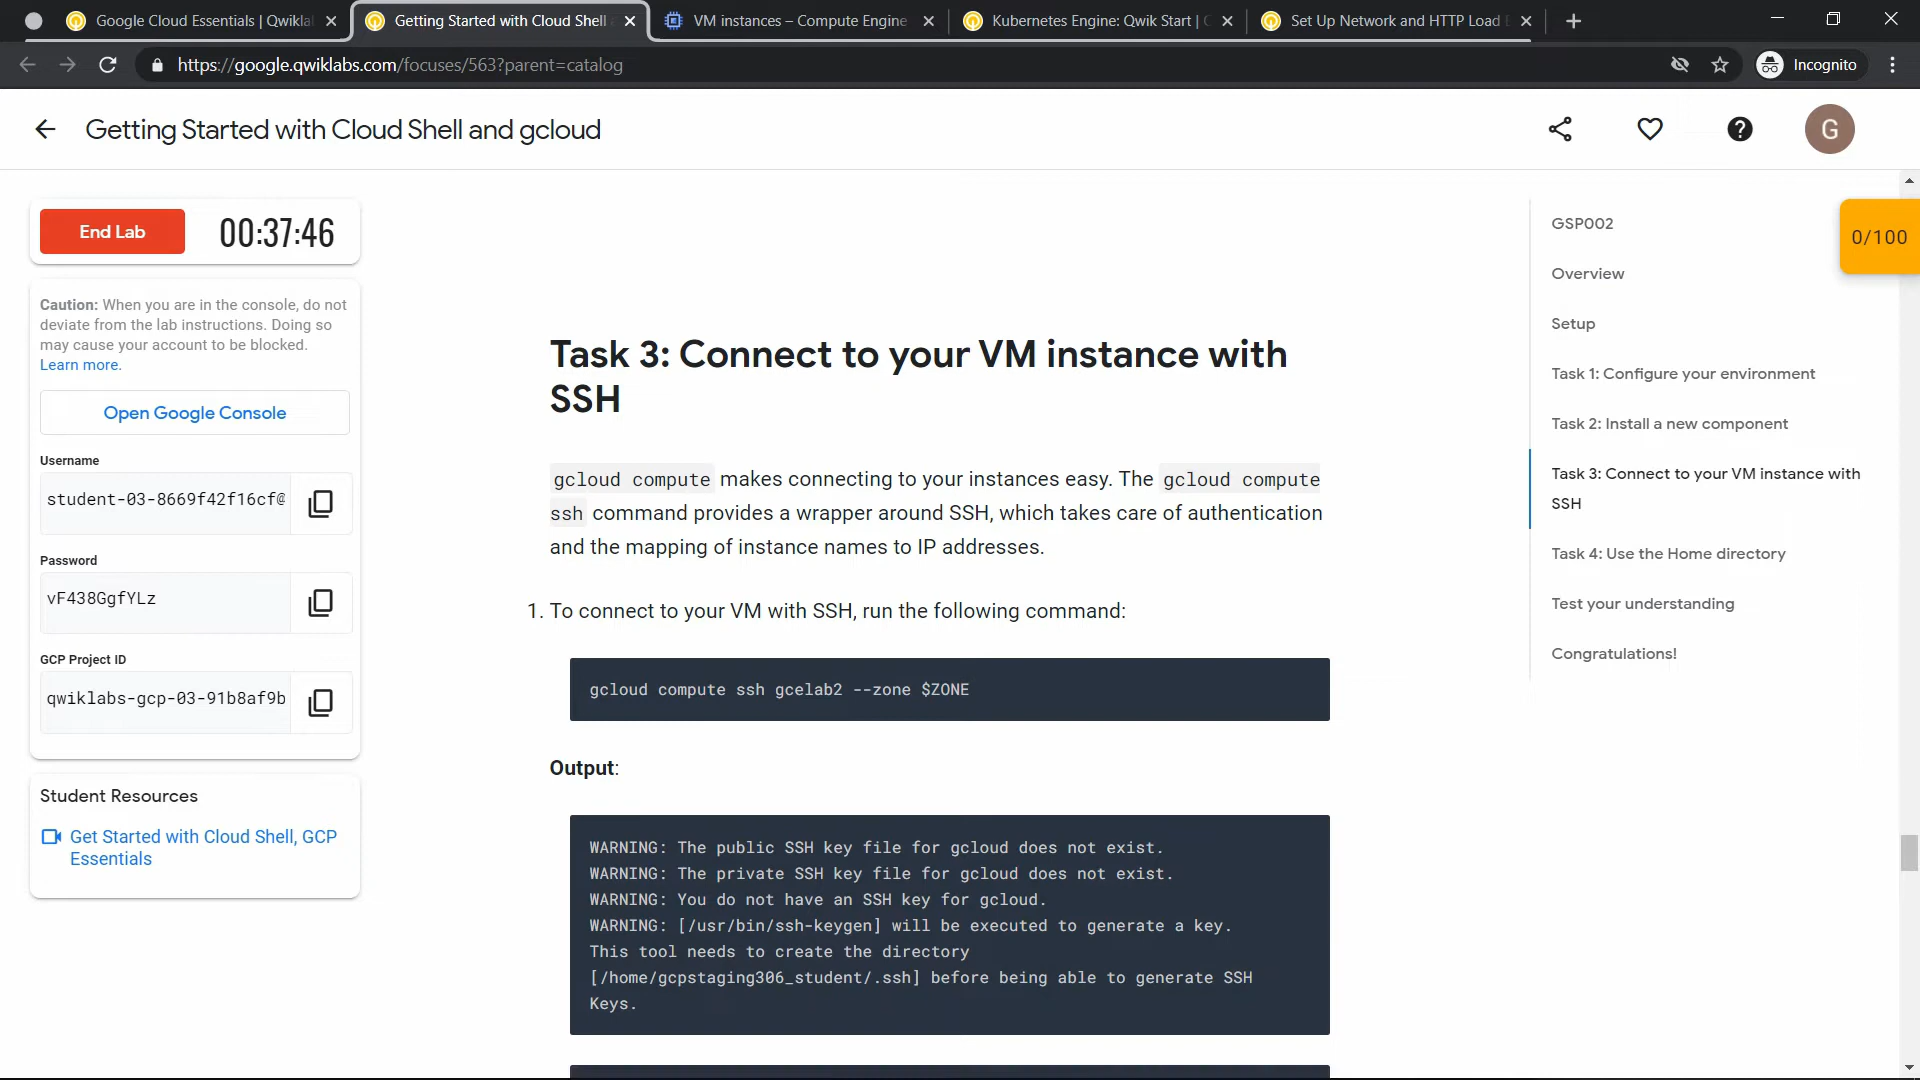 Google Cloud Essentials | Qwikla
Getting Started with Cloud Shell
VM instances – Compute Engine
Kubernetes Engine: Qwik Start |
Set Up Network and HTTP Load
https://google.qwiklabs.com/focuses/563?parent=catalog
Incognito
Getting Started with Cloud Shell and gcloud
G
End Lab
00:37:46
Caution: When you are in the console, do not
deviate from the lab instructions. Doing so
may cause your account to be blocked.
Learn more.
Open Google Console
Username
student-03-8669f42f16cf@
Password
vF438GgfYLz
GCP Project ID
qwiklabs-gcp-03-91b8af9b
Student Resources
Get Started with Cloud Shell, GCP
Essentials
Task 3: Connect to your VM instance with
SSH
gcloud compute makes connecting to your instances easy. The gcloud compute
ssh command provides a wrapper around SSH, which takes care of authentication
and the mapping of instance names to IP addresses.
1. To connect to your VM with SSH, run the following command:
gcloud compute ssh gcelab2 --zone $ZONE
Output:
WARNING: The public SSH key file for gcloud does not exist.
WARNING: The private SSH key file for gcloud does not exist.
WARNING: You do not have an SSH key for gcloud.
WARNING: [/usr/bin/ssh-keygen] will be executed to generate a key.
This tool needs to create the directory
[/home/gcpstaging306_student/.ssh] before being able to generate SSH
Keys.
GSP002
Overview
Setup
Task 1: Configure your environment
Task 2: Install a new component
Task 3: Connect to your VM instance with
SSH
Task 4: Use the Home directory
Test your understanding
Congratulations!
0/100